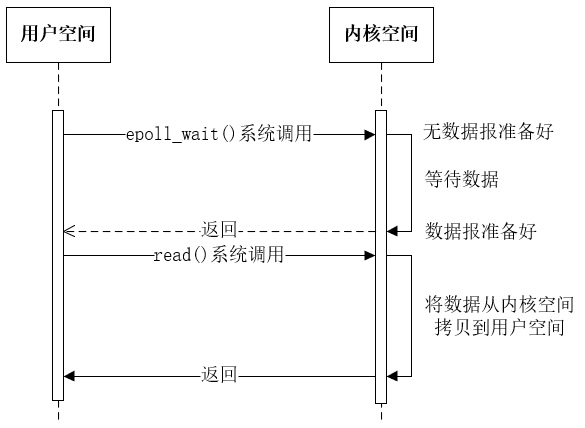 用户空间
内核空间
epoll_wait()系统调用
无数据报准备好
等待数据
返回
数据报准备好
read()系统调用
将数据从内核空间
拷贝到用户空间
返回